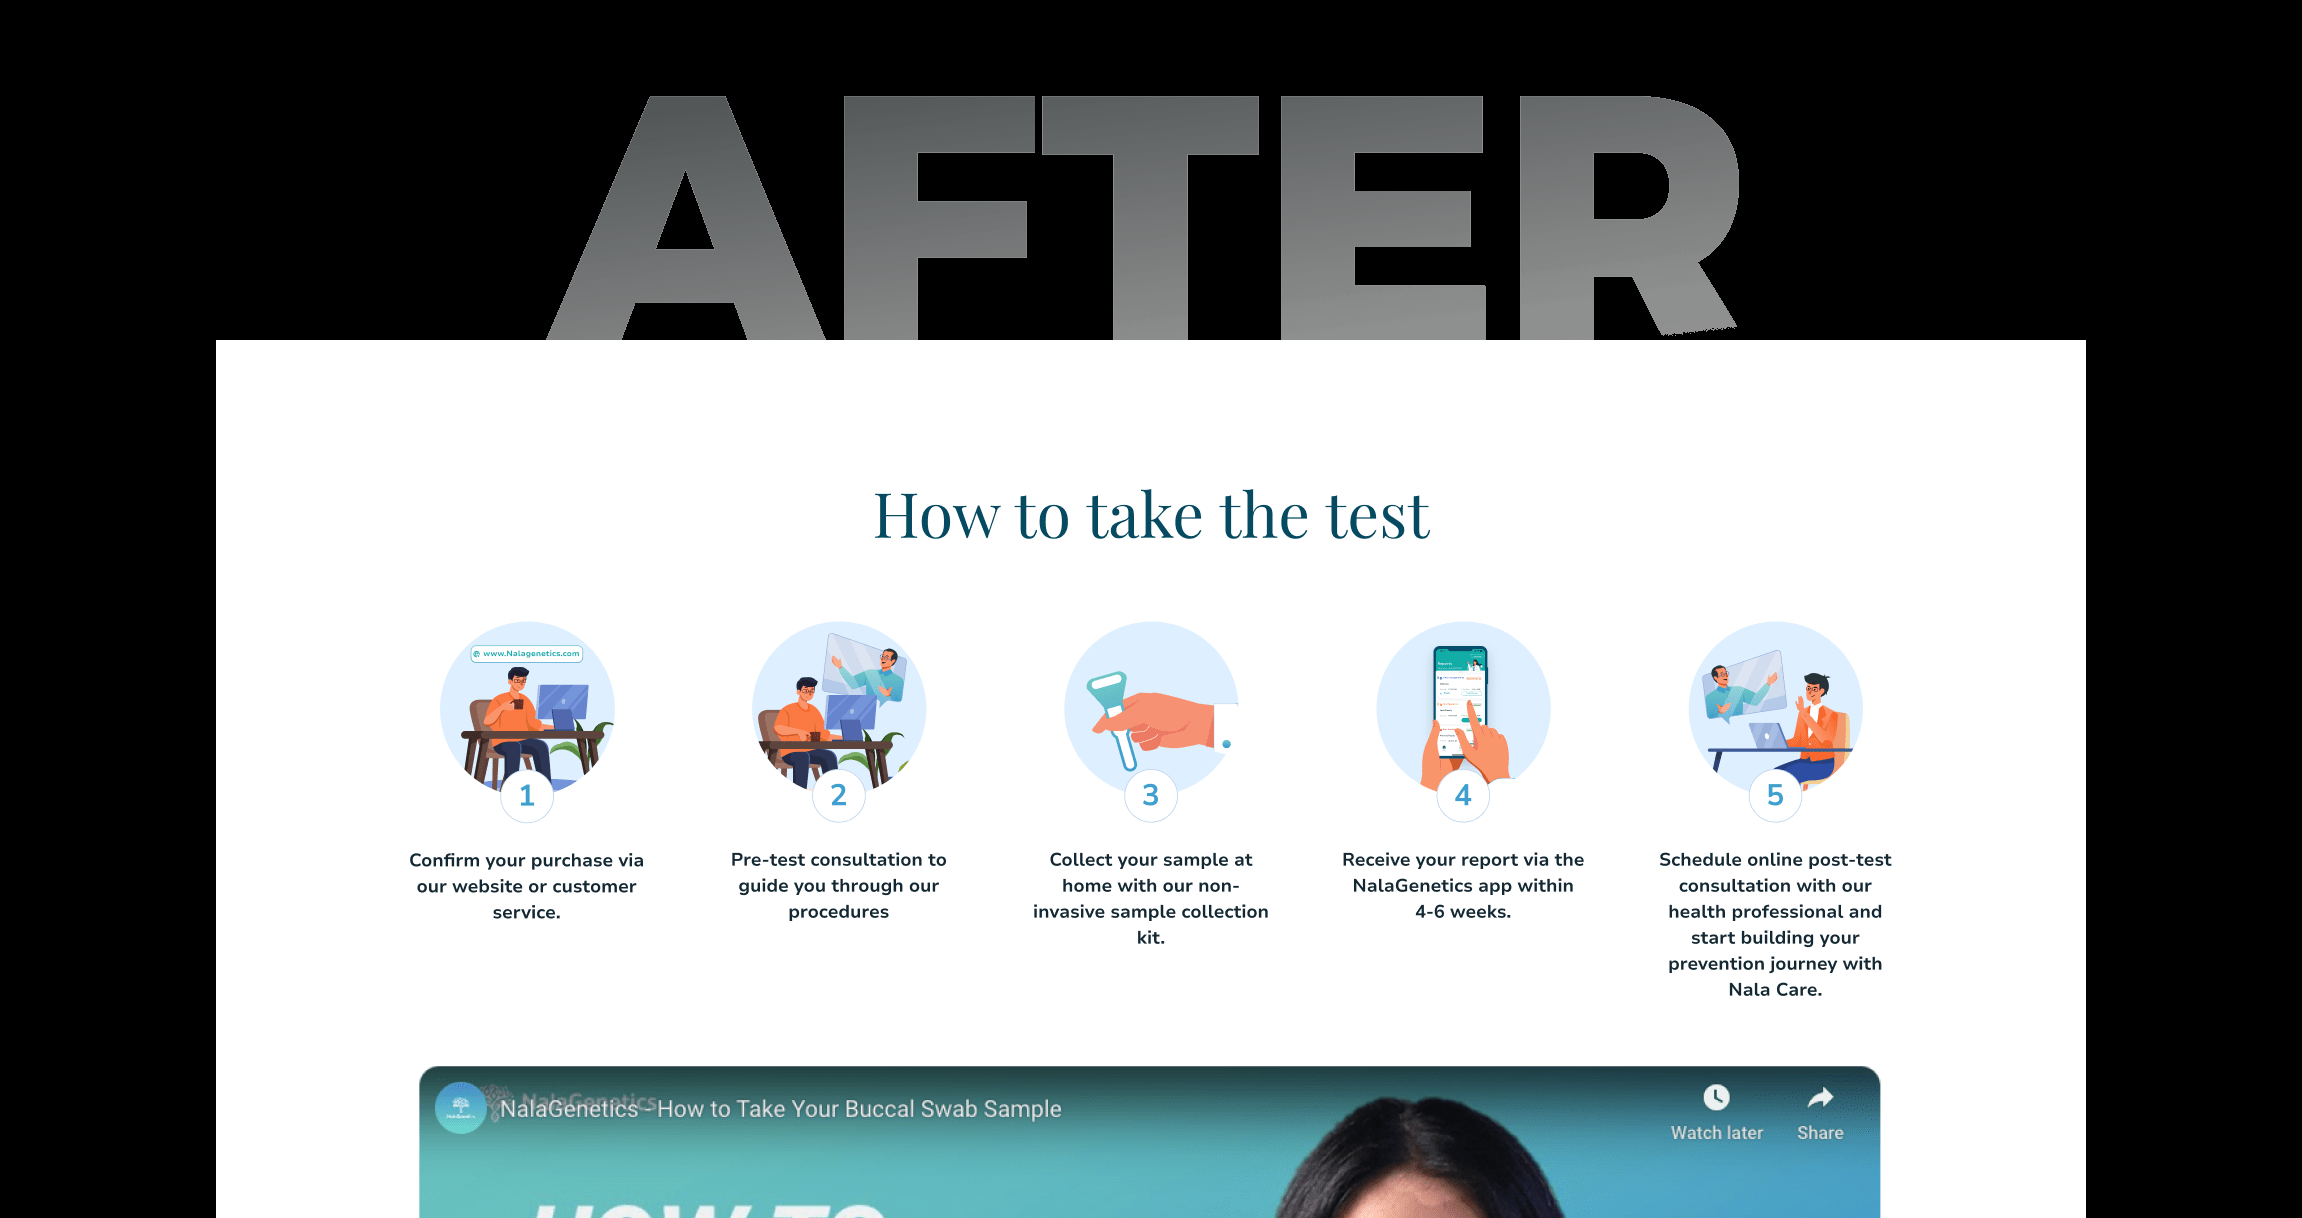 AFTER
How to take the test
www.Nalagenetics.com
Reports
1
2
3
4
5
Confirm your purchase via
our website or customer
service.
Pre-test consultation to
guide you through our
procedures
Collect your sample at
home with our non-
invasive sample collection
kit.
Receive your report via the
NalaGenetics app within
4-6 weeks.
Schedule online post-test
consultation with our
health professional and
start building your
prevention journey with
Nala Care.
NalaGenetics
NalaGenetics - How to Take Your Buccal Swab Sample
Watch later
Share
HOW TO